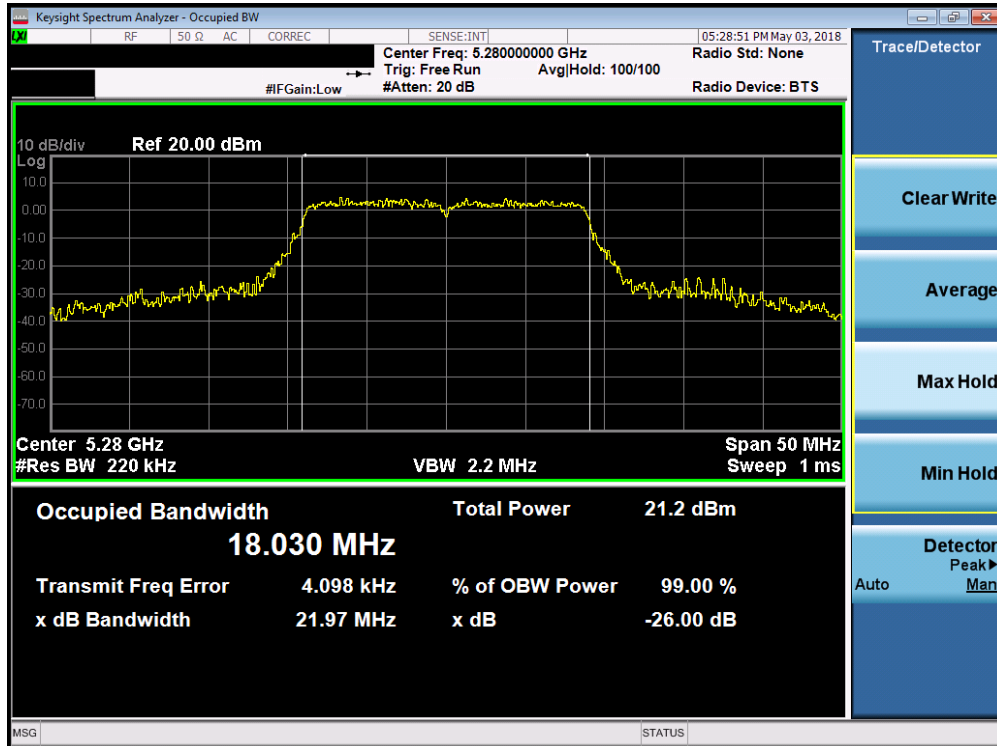 Keysight Spectrum Analyzer - Occupied BW
LXI RF 50 Ω AC CORREC SENSE:INT 05:28:51 PM May 03, 2018
Center Freq: 5.280000000 GHz Radio Std: None
Trig: Free Run Avg|Hold: 100/100
#IFGain:Low #Atten: 20 dB Radio Device: BTS
10 dB/div Ref 20.00 dBm
Log
10.0
0.00
-10.0
-20.0
-30.0
-40.0
-50.0
-60.0
-70.0
Center 5.28 GHz Span 50 MHz
#Res BW 220 kHz VBW 2.2 MHz Sweep 1 ms
Occupied Bandwidth Total Power 21.2 dBm
18.030 MHz
Transmit Freq Error 4.098 kHz % of OBW Power 99.00 %
x dB Bandwidth 21.97 MHz x dB -26.00 dB
MSG STATUS
Trace/Detector
Clear Write
Average
Max Hold
Min Hold
Detector
Peak▶
Auto Man